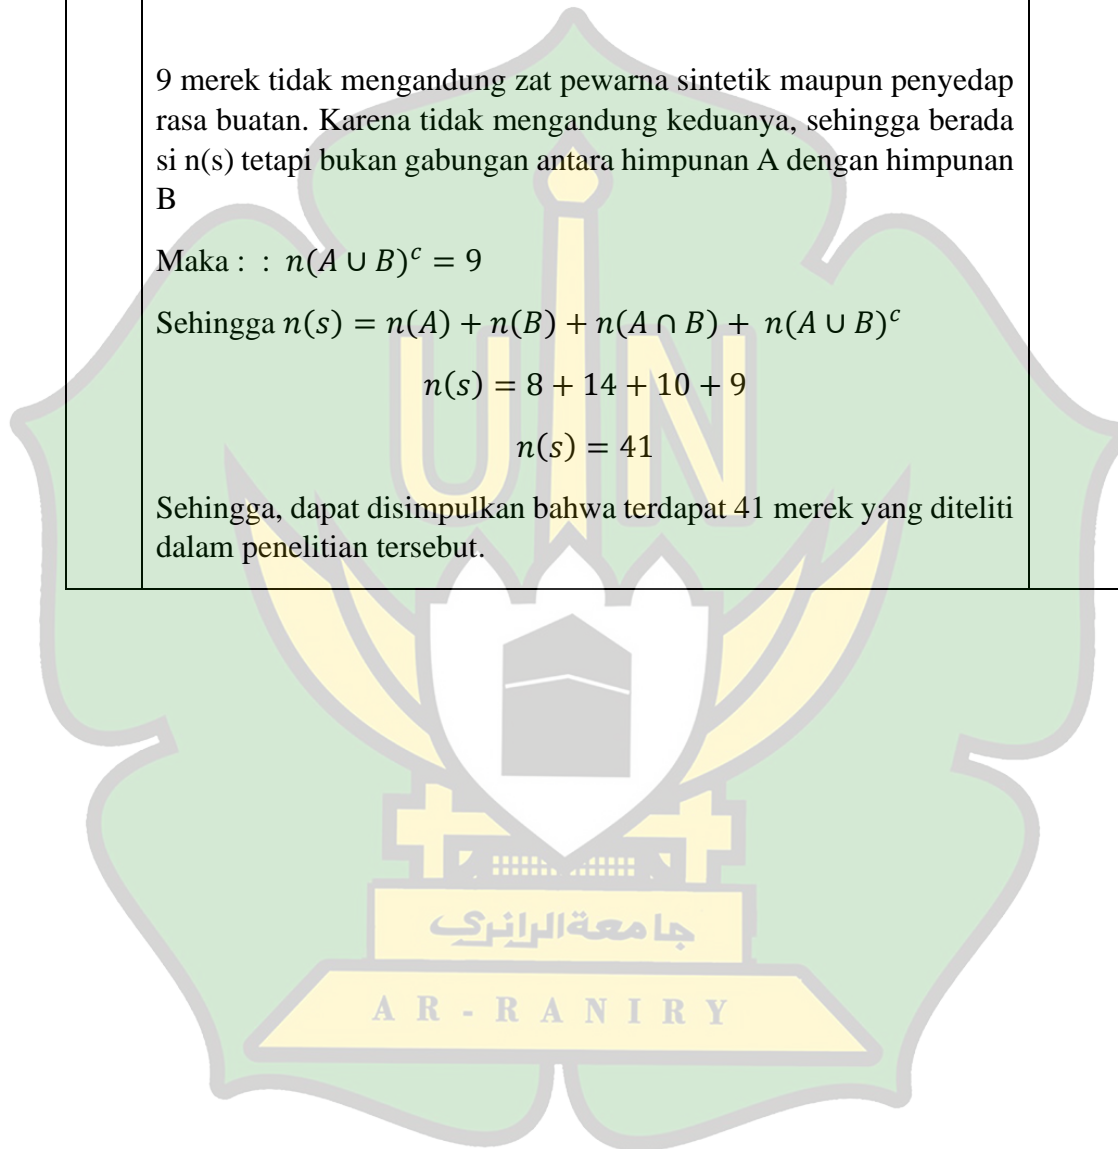 9 merek tidak mengandung zat pewarna sintetik maupun penyedap
rasa buatan. Karena tidak mengandung keduanya, sehingga berada
si n(s) tetapi bukan gabungan antara himpunan A dengan himpunan
B
Maka : : n(A ∪ B)ᶜ = 9
Sehingga n(s) = n(A) + n(B) + n(A ∩ B) + n(A ∪ B)ᶜ
n(s) = 8 + 14 + 10 + 9
n(s) = 41
Sehingga, dapat disimpulkan bahwa terdapat 41 merek yang diteliti
dalam penelitian tersebut.
UIN
جامعة الرانري
AR-RANIRY